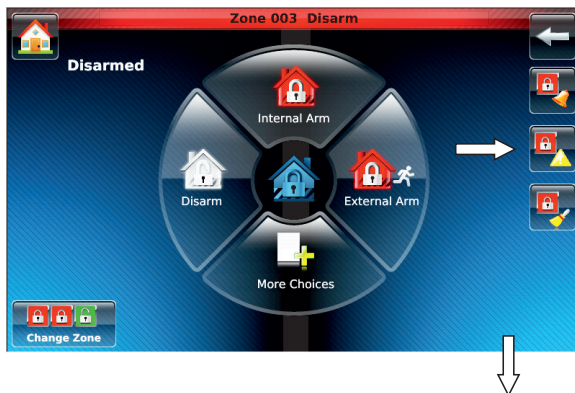 Zone 003 Disarm
Disarmed
Internal Arm
Disarm
External Arm
More Choices
Change Zone